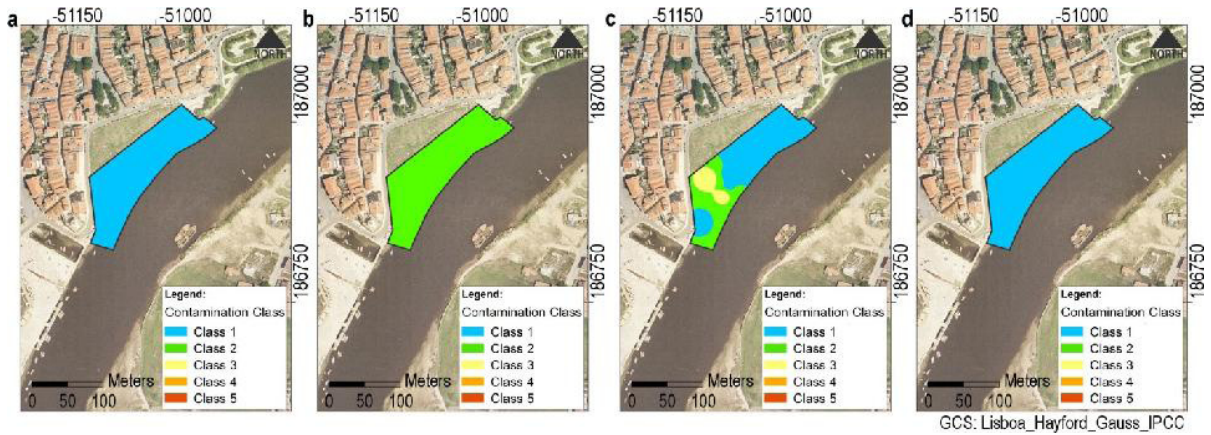 a -51150 -51000 b -51150 -51000 c -51150 -51000 d -51150 -51000
NORTH NORTH NORTH NORTH
187000 187000 187000 187000
186750 186750 186750 186750
Legend: Legend: Legend: Legend:
Contamination Class Contamination Class Contamination Class Contamination Class
Class 1 Class 1 Class 1 Class 1
Class 2 Class 2 Class 2 Class 2
Class 3 Class 3 Class 3 Class 3
Meters Class 4 Meters Class 4 Meters Class 4 Meters Class 4
0 50 100 Class 5 0 50 100 Class 5 0 50 100 Class 5 0 50 100 Class 5
GCS: Lisboa_Hayford_Gauss_IPCC